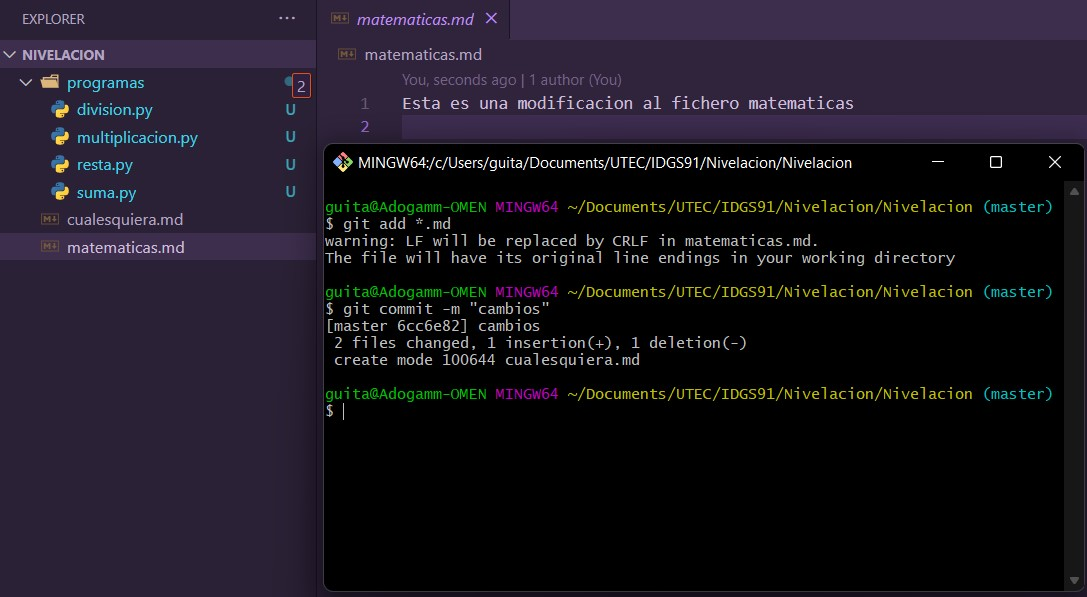 EXPLORER
···
NIVELACION
programas
2
division.py
U
multiplicacion.py
U
resta.py
U
suma.py
U
cualesquiera.md
matematicas.md
matematicas.md
matematicas.md
You, seconds ago | 1 author (You)
1 Esta es una modificacion al fichero matematicas
2
MINGW64:/c/Users/guita/Documents/UTEC/IDGS91/Nivelacion/Nivelacion
guita@Adogamm-OMEN MINGW64 ~/Documents/UTEC/IDGS91/Nivelacion/Nivelacion (master)
$ git add *.md
warning: LF will be replaced by CRLF in matematicas.md.
The file will have its original line endings in your working directory
guita@Adogamm-OMEN MINGW64 ~/Documents/UTEC/IDGS91/Nivelacion/Nivelacion (master)
$ git commit -m "cambios"
[master 6cc6e82] cambios
 2 files changed, 1 insertion(+), 1 deletion(-)
 create mode 100644 cualesquiera.md
guita@Adogamm-OMEN MINGW64 ~/Documents/UTEC/IDGS91/Nivelacion/Nivelacion (master)
$